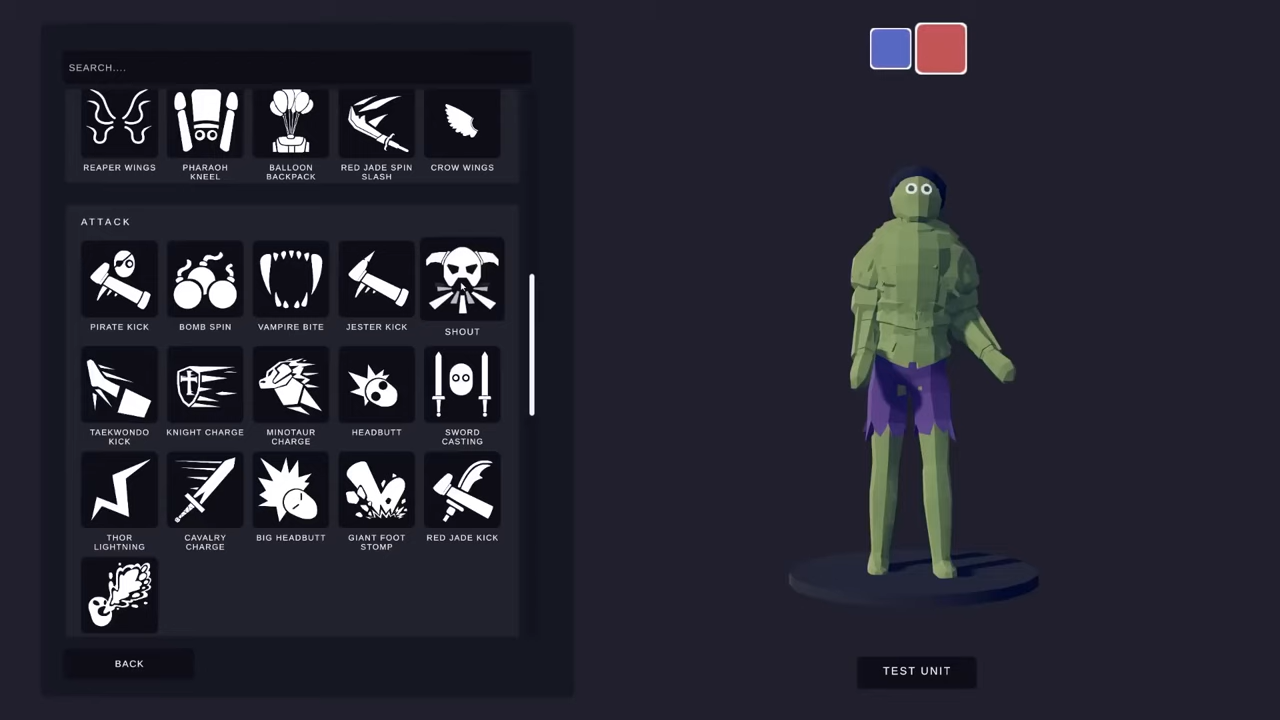 SEARCH....
REAPER WINGS
PHARAOH
KNEEL
BALLOON
BACKPACK
RED JADE SPIN
SLASH
CROW WINGS
ATTACK
PIRATE KICK
BOMB SPIN
VAMPIRE BITE
JESTER KICK
SHOUT
TAEKWONDO
KICK
KNIGHT CHARGE
MINOTAUR
CHARGE
HEADBUTT
SWORD
CASTING
THOR
LIGHTNING
CAVALRY
CHARGE
BIG HEADBUTT
GIANT FOOT
STOMP
RED JADE KICK
BACK
TEST UNIT